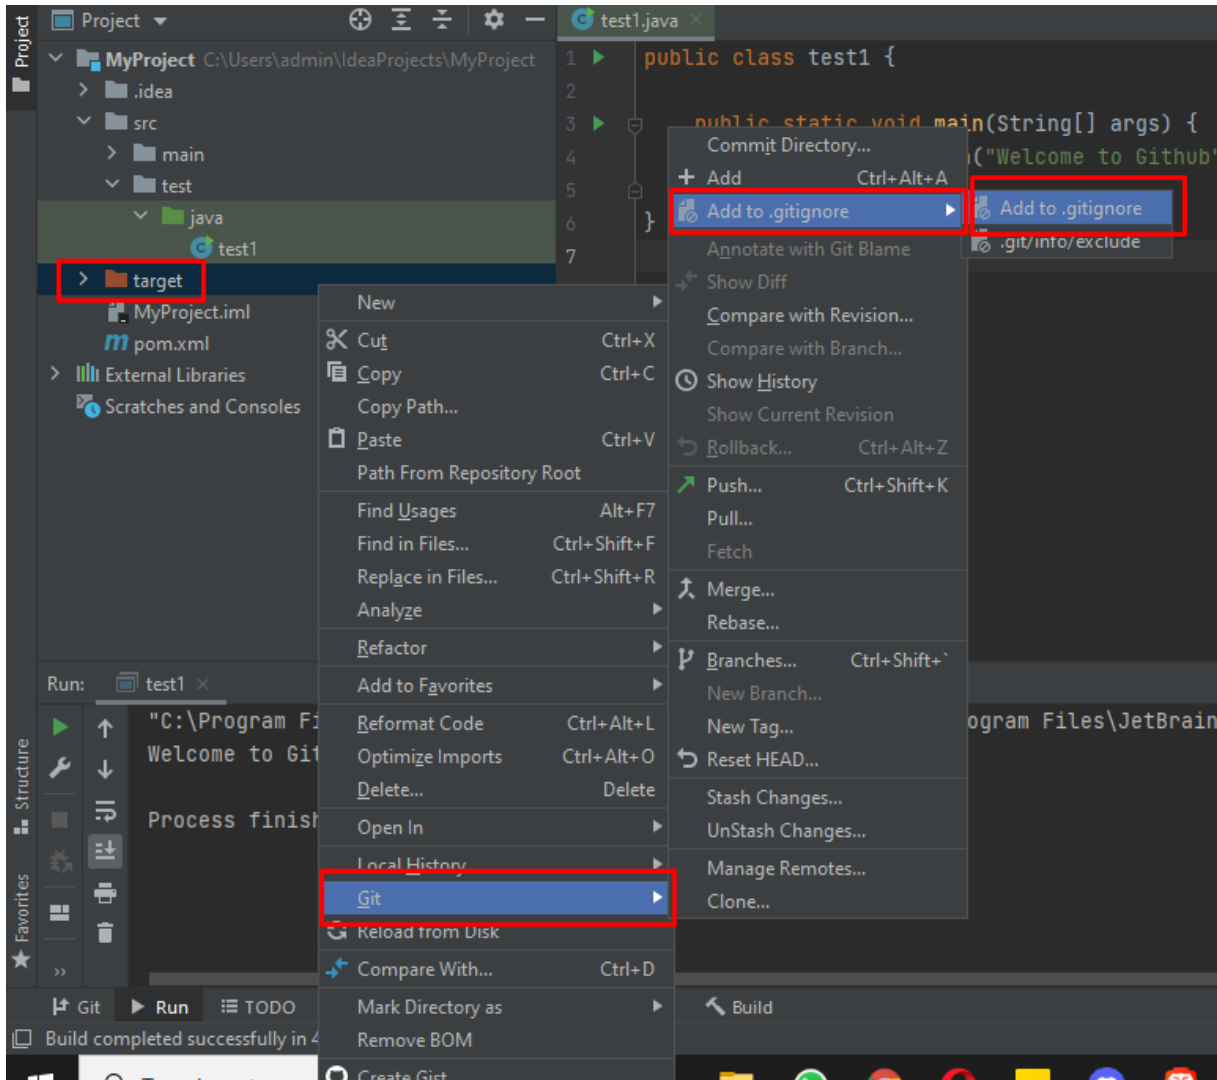 Project
Project
MyProject C:\Users\admin\IdeaProjects\MyProject
.idea
src
main
test
java
test1
target
MyProject.iml
pom.xml
External Libraries
Scratches and Consoles
test1.java
1 public class test1 {
2
3 public static void main(String[] args) {
4 ("Welcome to Github"
5
6 }
7
New
Cut Ctrl+X
Copy Ctrl+C
Copy Path...
Paste Ctrl+V
Path From Repository Root
Find Usages Alt+F7
Find in Files... Ctrl+Shift+F
Replace in Files... Ctrl+Shift+R
Analyze
Refactor
Add to Favorites
Reformat Code Ctrl+Alt+L
Optimize Imports Ctrl+Alt+O
Delete... Delete
Open In
Local History
Git
Reload from Disk
Compare With... Ctrl+D
Mark Directory as
Remove BOM
Create Gist
Commit Directory...
Add Ctrl+Alt+A
Add to .gitignore
Annotate with Git Blame
Show Diff
Compare with Revision...
Compare with Branch...
Show History
Show Current Revision
Rollback... Ctrl+Alt+Z
Push... Ctrl+Shift+K
Pull...
Fetch
Merge...
Rebase...
Branches... Ctrl+Shift+`
New Branch...
New Tag...
Reset HEAD...
Stash Changes...
UnStash Changes...
Manage Remotes...
Clone...
Add to .gitignore
.git/info/exclude
Run: test1
"C:\Program Fi
ogram Files\JetBrain
Welcome to Git
Process finish
Structure
Favorites
Git Run TODO
Build
Build completed successfully in 4